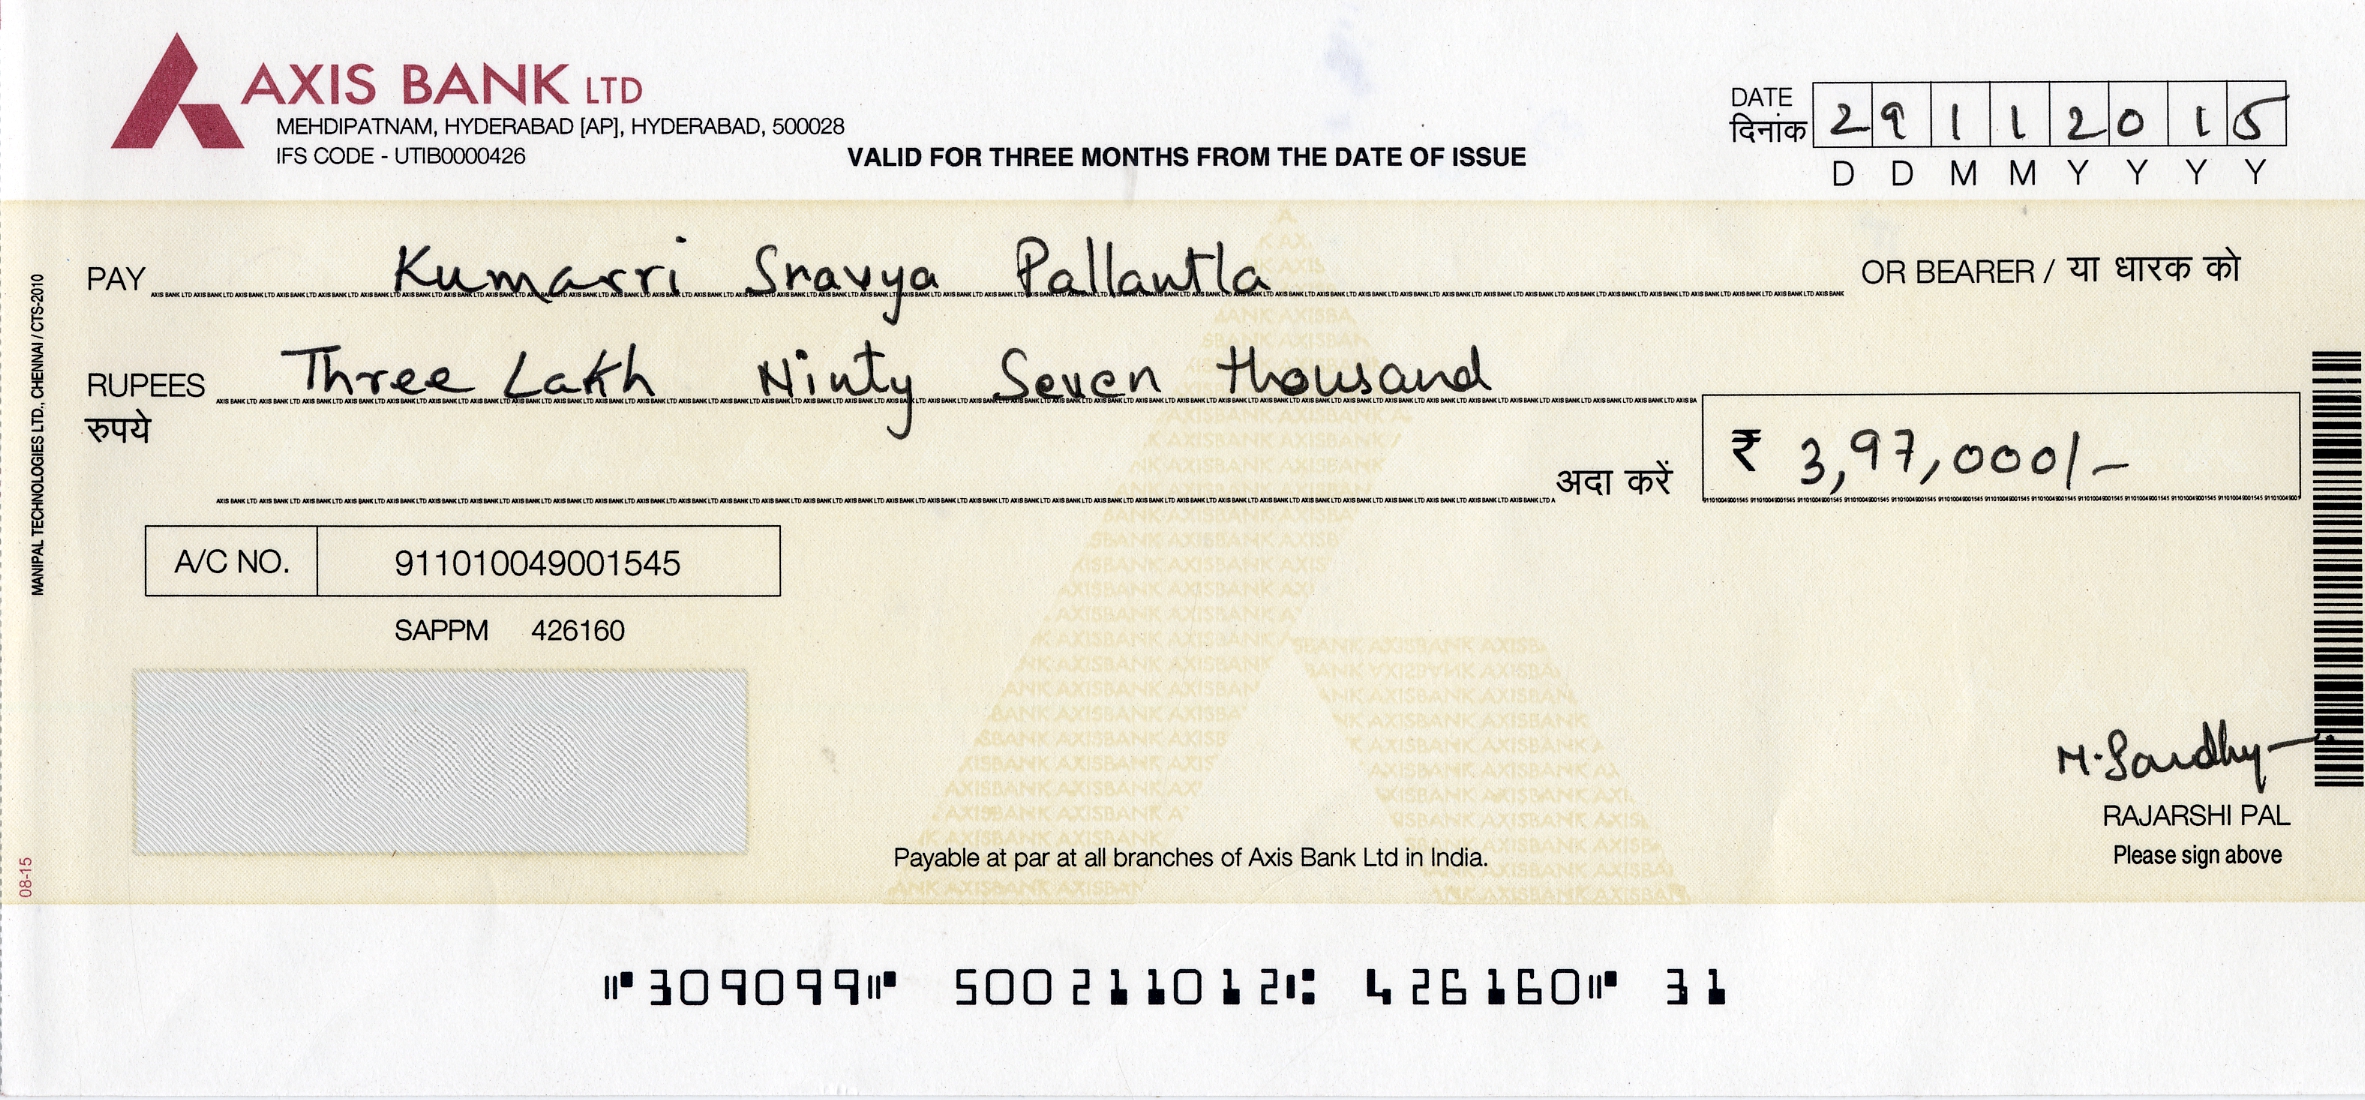 AXIS BANK LTD
MEHDIPATNAM, HYDERABAD [AP], HYDERABAD, 500028
IFS CODE - UTIB0000426
VALID FOR THREE MONTHS FROM THE DATE OF ISSUE
DATE
दिनांक
2 9 1 1 2 0 1 5
D D M M Y Y Y Y
PAY Kumarri Sravya Pallantla OR BEARER / या धारक को
RUPEES Three Lakh Ninty Seven thousand
रुपये
अदा करें ₹ 3,97,000/-
A/C NO. 911010049001545
SAPPM 426160
VOID
M. Sandhy
RAJARSHI PAL
Please sign above
Payable at par at all branches of Axis Bank Ltd in India.
MANIPAL TECHNOLOGIES LTD., CHENNAI / CTS-2010
08-15
⑈309099⑈ 500211012⑆ 426160⑈ 31